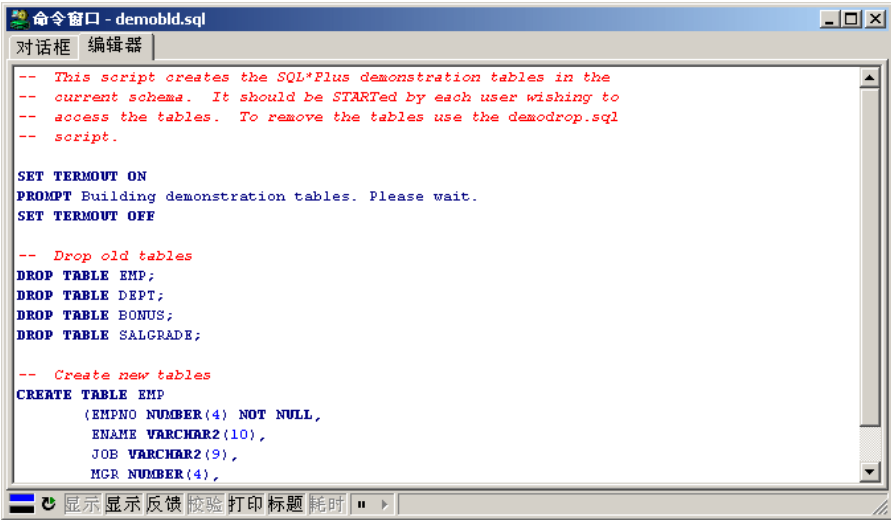 命令窗口 - demobld.sql
对话框 编辑器
--  This script creates the SQL*Plus demonstration tables in the
--  current schema.  It should be STARTed by each user wishing to
--  access the tables.  To remove the tables use the demodrop.sql
--  script.
SET TERMOUT ON
PROMPT Building demonstration tables. Please wait.
SET TERMOUT OFF
--  Drop old tables
DROP TABLE EMP;
DROP TABLE DEPT;
DROP TABLE BONUS;
DROP TABLE SALGRADE;
--  Create new tables
CREATE TABLE EMP
(EMPNO NUMBER(4) NOT NULL,
ENAME VARCHAR2(10),
JOB VARCHAR2(9),
MGR NUMBER(4),
显示 显示 反馈 校验 打印 标题 耗时